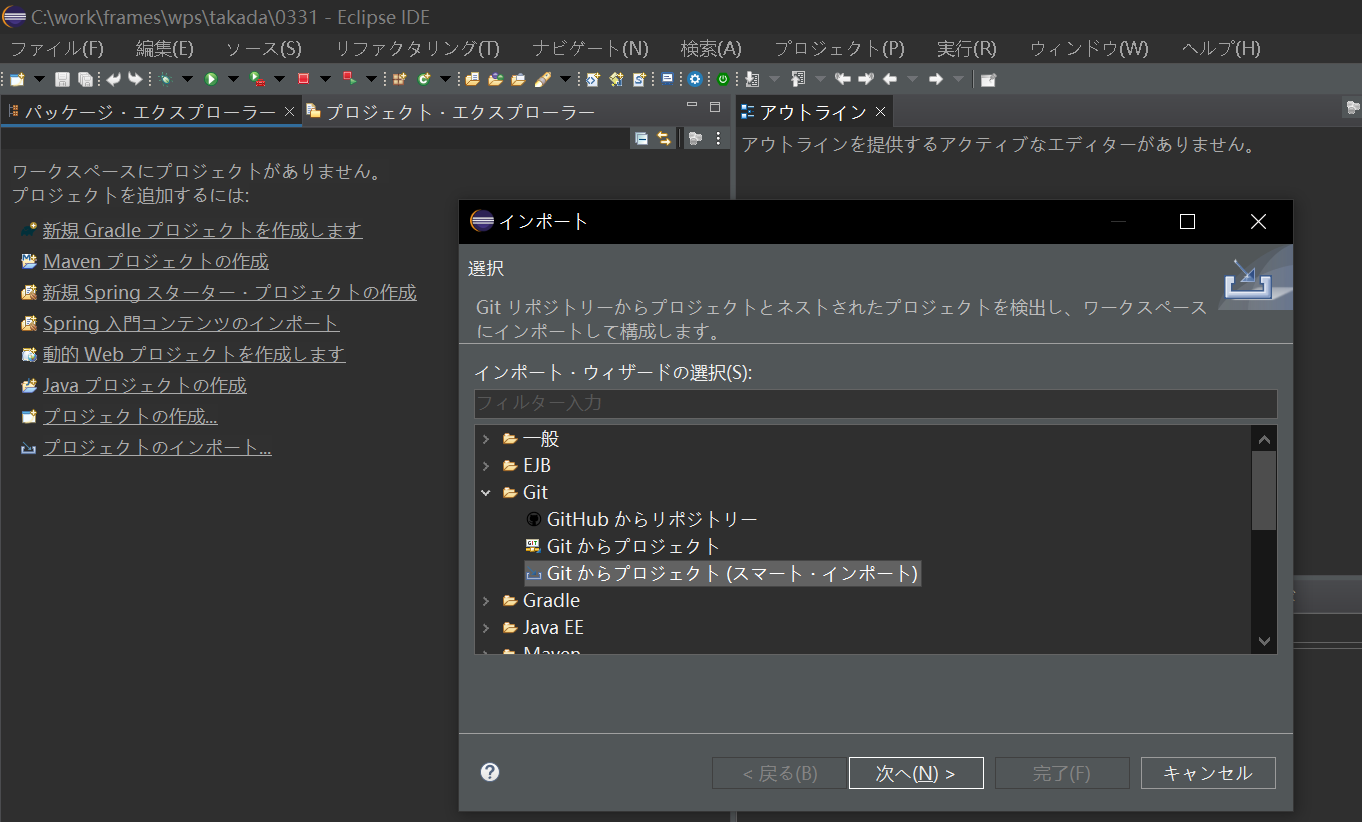 C:\work\frames\wps\takada\0331 - Eclipse IDE
ファイル(F) 編集(E) ソース(S) リファクタリング(T) ナビゲート(N) 検索(A) プロジェクト(P) 実行(R) ウィンドウ(W) ヘルプ(H)
パッケージ・エクスプローラー プロジェクト・エクスプローラー
ワークスペースにプロジェクトがありません。
プロジェクトを追加するには:
新規 Gradle プロジェクトを作成します
Maven プロジェクトの作成
新規 Spring スターター・プロジェクトの作成
Spring 入門コンテンツのインポート
動的 Web プロジェクトを作成します
Java プロジェクトの作成
プロジェクトの作成...
プロジェクトのインポート...
アウトライン
アウトラインを提供するアクティブなエディターがありません。
インポート
選択
Git リポジトリーからプロジェクトとネストされたプロジェクトを検出し、ワークスペース
にインポートして構成します。
インポート・ウィザードの選択(S):
フィルター入力
一般
EJB
Git
GitHub からリポジトリー
Git からプロジェクト
Git からプロジェクト (スマート・インポート)
Gradle
Java EE
Maven
< 戻る(B) 次へ(N) > 完了(F) キャンセル